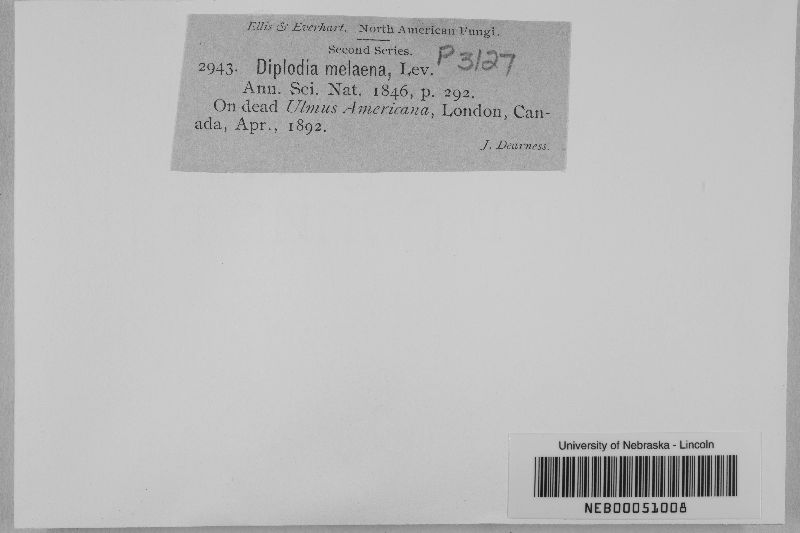 Ellis & Everhart. North American Fungi.
Second Series.
P3127
2943. Diplodia melaena, Lev.
Ann. Sci. Nat. 1846, p. 292.
On dead Ulmus Americana, London, Can-
ada, Apr., 1892.
J. Dearness.
University of Nebraska - Lincoln
NEB00051008